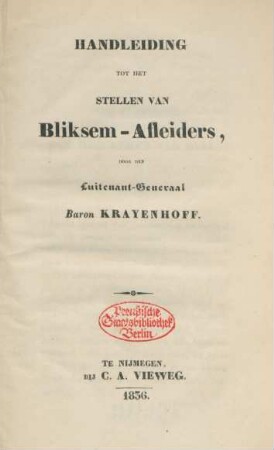 HANDLEIDING
TOT HET
STELLEN VAN
Bliksem-Afleiders,
DOOR DEN
Luitenant-Generaal
Baron KRAYENHOFF.
Preußische
Staatsbibliothek
Berlin
TE NIJMEGEN,
BIJ C. A. VIEWEG.
1836.